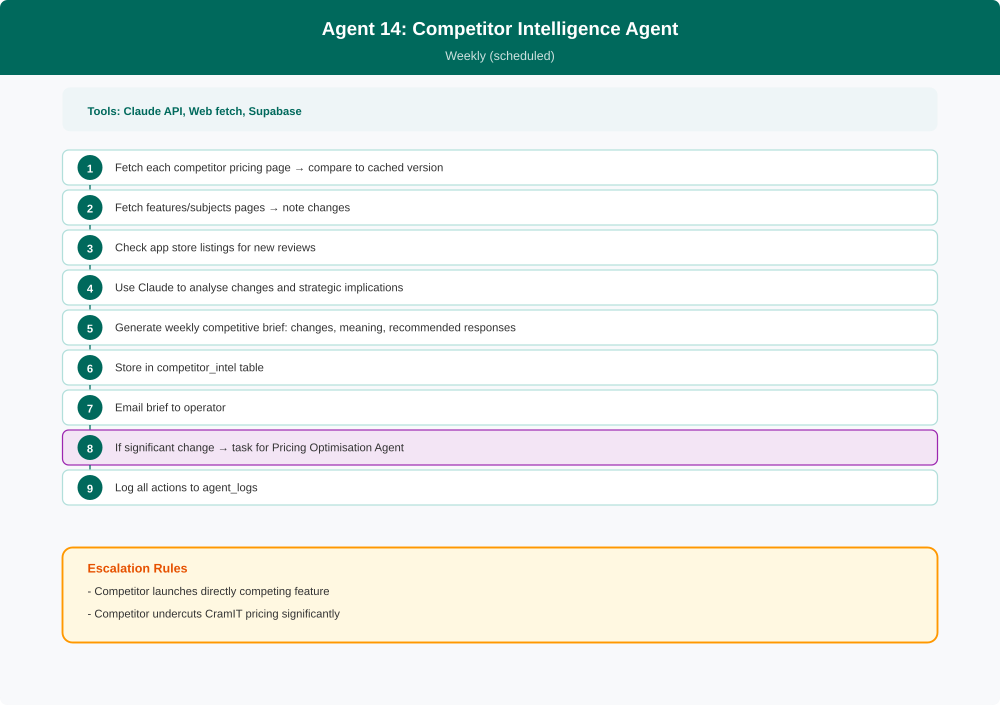 Agent 14: Competitor Intelligence Agent
Weekly (scheduled)
Tools: Claude API, Web fetch, Supabase
1 Fetch each competitor pricing page → compare to cached version
2 Fetch features/subjects pages → note changes
3 Check app store listings for new reviews
4 Use Claude to analyse changes and strategic implications
5 Generate weekly competitive brief: changes, meaning, recommended responses
6 Store in competitor_intel table
7 Email brief to operator
8 If significant change → task for Pricing Optimisation Agent
9 Log all actions to agent_logs
Escalation Rules
- Competitor launches directly competing feature
- Competitor undercuts CramIT pricing significantly